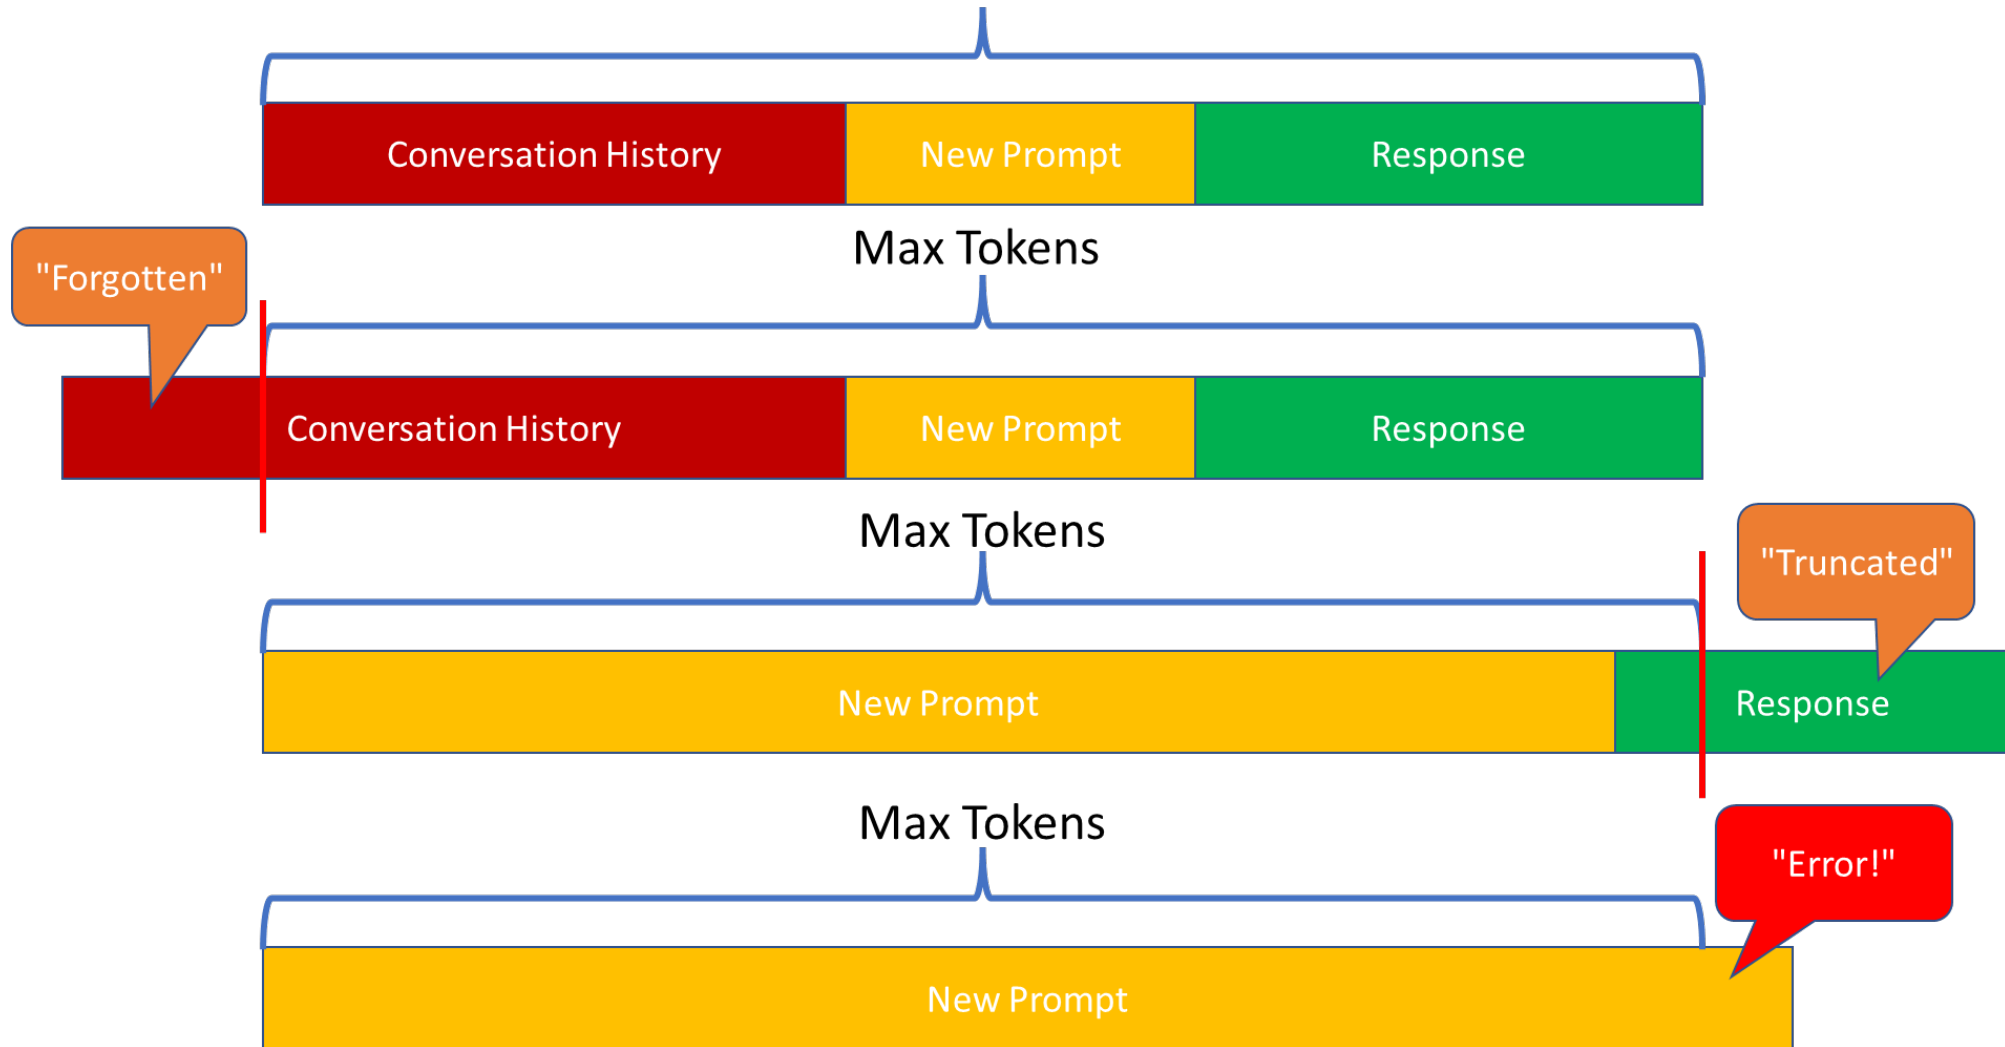 Conversation History
New Prompt
Response
Max Tokens
"Forgotten"
Conversation History
New Prompt
Response
Max Tokens
"Truncated"
New Prompt
Response
Max Tokens
"Error!"
New Prompt